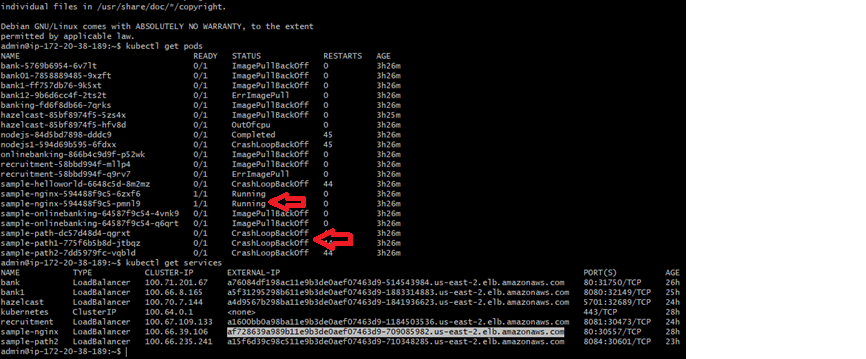 individual files in /usr/share/doc/*/copyright.
Debian GNU/Linux comes with ABSOLUTELY NO WARRANTY, to the extent
permitted by applicable law.
admin@ip-172-20-38-189:~$ kubectl get pods
NAME READY STATUS RESTARTS AGE
bank-5769b6954-6v7lt 0/1 ImagePullBackOff 0 3h26m
bank01-7858889485-9xzft 0/1 ImagePullBackOff 0 3h26m
bank1-ff757db76-9k5xt 0/1 ImagePullBackOff 0 3h26m
bank12-9b6d6cc4f-2ts2t 0/1 ErrImagePull 0 3h26m
banking-fd6f8db66-7qrks 0/1 ImagePullBackOff 0 3h26m
hazelcast-85bf8974f5-5zs4x 0/1 ImagePullBackOff 0 3h25m
hazelcast-85bf8974f5-hfv8d 0/1 OutOfcpu 0 3h26m
nodejs-84d5bd7898-dddc9 0/1 Completed 45 3h26m
nodejs1-594d69b595-6fdxx 0/1 CrashLoopBackOff 45 3h26m
onlinebanking-866b4c9d9f-p52wk 0/1 ImagePullBackOff 0 3h26m
recruitment-58bbd994f-mllp4 0/1 ImagePullBackOff 0 3h26m
recruitment-58bbd994f-q9rv7 0/1 ErrImagePull 0 3h26m
sample-helloworld-6648c5d-8m2mz 0/1 CrashLoopBackOff 44 3h26m
sample-nginx-594488f9c5-6zxf6 1/1 Running 0 3h26m
sample-nginx-594488f9c5-pmnl9 1/1 Running 0 3h26m
sample-onlinebanking-64587f9c54-4vnk9 0/1 ImagePullBackOff 0 3h26m
sample-onlinebanking-64587f9c54-q6qrt 0/1 ImagePullBackOff 0 3h26m
sample-path-dc57d48d4-qgrxt 0/1 CrashLoopBackOff 3h26m
sample-path1-775f6b5b8d-jtbqz 0/1 CrashLoopBackOff 44 3h26m
sample-path2-7dd5979fc-vqbld 0/1 CrashLoopBackOff 44 3h26m
admin@ip-172-20-38-189:~$ kubectl get services
NAME TYPE CLUSTER-IP EXTERNAL-IP PORT(S) AGE
bank LoadBalancer 100.71.201.67 a76084df198ac11e9b3de0aef07463d9-514543984.us-east-2.elb.amazonaws.com 80:31750/TCP 26h
bank1 LoadBalancer 100.66.8.165 a5f31295298b611e9b3de0aef07463d9-1883314883.us-east-2.elb.amazonaws.com 8080:32149/TCP 25h
hazelcast LoadBalancer 100.70.7.144 a4d9567b298ba11e9b3de0aef07463d9-1841936623.us-east-2.elb.amazonaws.com 5701:32689/TCP 24h
kubernetes ClusterIP 100.64.0.1 <none> 443/TCP 28h
recruitment LoadBalancer 100.67.109.133 a1600bb0a98ba11e9b3de0aef07463d9-1184503536.us-east-2.elb.amazonaws.com 8081:30473/TCP 24h
sample-nginx LoadBalancer 100.66.39.106 af728639a989b11e9b3de0aef07463d9-709085982.us-east-2.elb.amazonaws.com 80:30557/TCP 28h
sample-path2 LoadBalancer 100.66.235.241 a15f6d39c98c511e9b3de0aef07463d9-710348285.us-east-2.elb.amazonaws.com 8084:30601/TCP 23h
admin@ip-172-20-38-189:~$